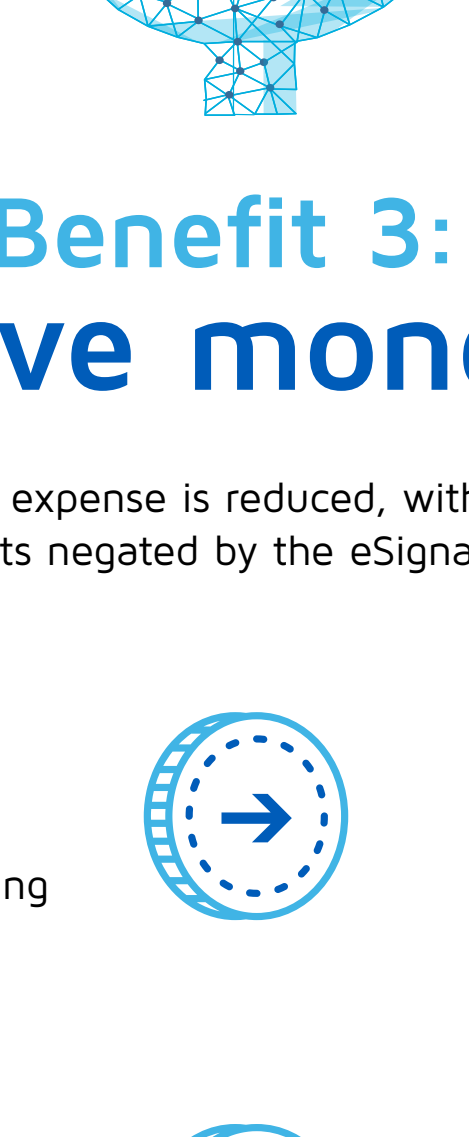 Benefit 3:
ve mon
expense is reduced, with
ts negated by the eSigna
ng